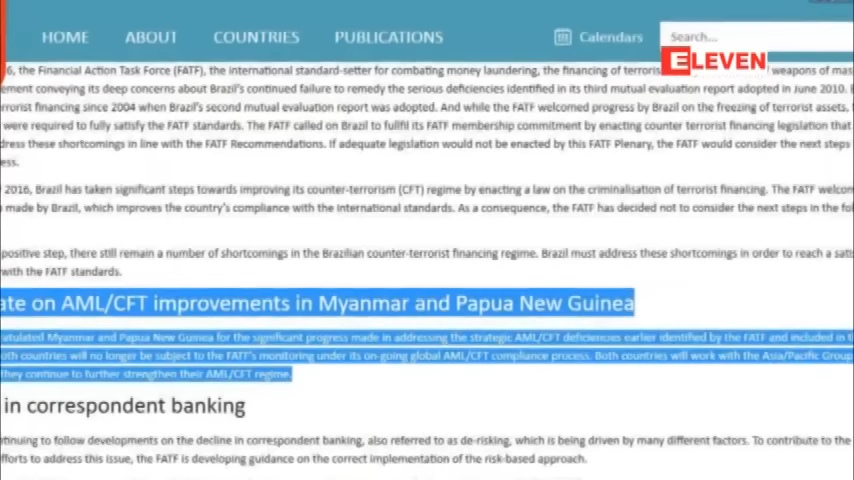 HOME ABOUT COUNTRIES PUBLICATIONS Calendars Search...
ELEVEN
6, the Financial Action Task Force (FATF), the international standard-setter for combating money laundering, the financing of weapons of mas
ement conveying its deep concerns about Brazil's continued failure to remedy the serious deficiencies identified in its third mutual evaluation report adopted in June 2010.
rrorist financing since 2004 when Brazil's second mutual evaluation report was adopted. And while the FATF welcomed progress by Brazil on the freezing of terrorist assets,
were required to fully satisfy the FATF standards. The FATF called on Brazil to fullfil its FATF membership commitment by enacting counter terrorist financing legislation that
dress these shortcomings in line with the FATF Recommendations. If adequate legislation would not be enacted by this FATF Plenary, the FATF would consider the next steps
ess.
2016, Brazil has taken significant steps towards improving its counter-terrorism (CFT) regime by enacting a law on the criminalisation of terrorist financing. The FATF welcom
made by Brazil, which improves the country's compliance with the international standards. As a consequence, the FATF has decided not to consider the next steps in the fol
positive step, there still remain a number of shortcomings in the Brazilian counter-terrorist financing regime. Brazil must address these shortcomings in order to reach a sati
with the FATF standards.
ate on AML/CFT improvements in Myanmar and Papua New Guinea
ratulated Myanmar and Papua New Guinea for the significant progress made in addressing the strategic AML/CFT deficiencies earlier identified by the FATF and included in
oth countries will no longer be subject to the FATF's monitoring under its on-going global AML/CFT compliance process. Both countries will work with the Asia/Pacific Group
they continue to further strengthen their AML/CFT regime.
in correspondent banking
ntinuing to follow developments on the decline in correspondent banking, also referred to as de-risking, which is being driven by many different factors. To contribute to the
efforts to address this issue, the FATF is developing guidance on the correct implementation of the risk-based approach.